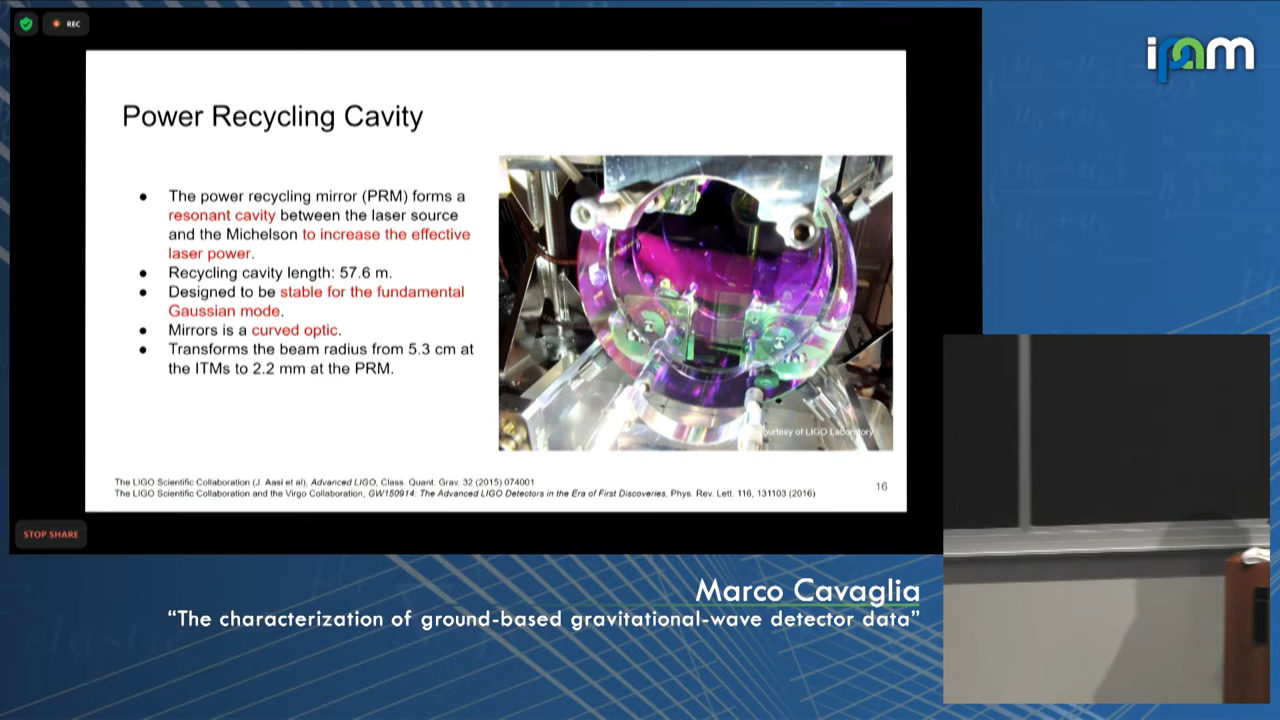 REC
ipam
Power Recycling Cavity
● The power recycling mirror (PRM) forms a
resonant cavity between the laser source
and the Michelson to increase the effective
laser power.
● Recycling cavity length: 57.6 m.
● Designed to be stable for the fundamental
Gaussian mode.
● Mirrors is a curved optic.
● Transforms the beam radius from 5.3 cm at
the ITMs to 2.2 mm at the PRM.
urtesy of LIGO Laboratory
The LIGO Scientific Collaboration (J. Aasi et al), Advanced LIGO, Class. Quant. Grav. 32 (2015) 074001
The LIGO Scientific Collaboration and the Virgo Collaboration, GW150914: The Advanced LIGO Detectors in the Era of First Discoveries, Phys. Rev. Lett. 116, 131103 (2016)
16
STOP SHARE
Marco Cavaglia
“The characterization of ground-based gravitational-wave detector data”